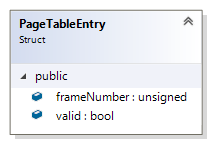 PageTableEntry
Struct
public
frameNumber : unsigned
valid : bool